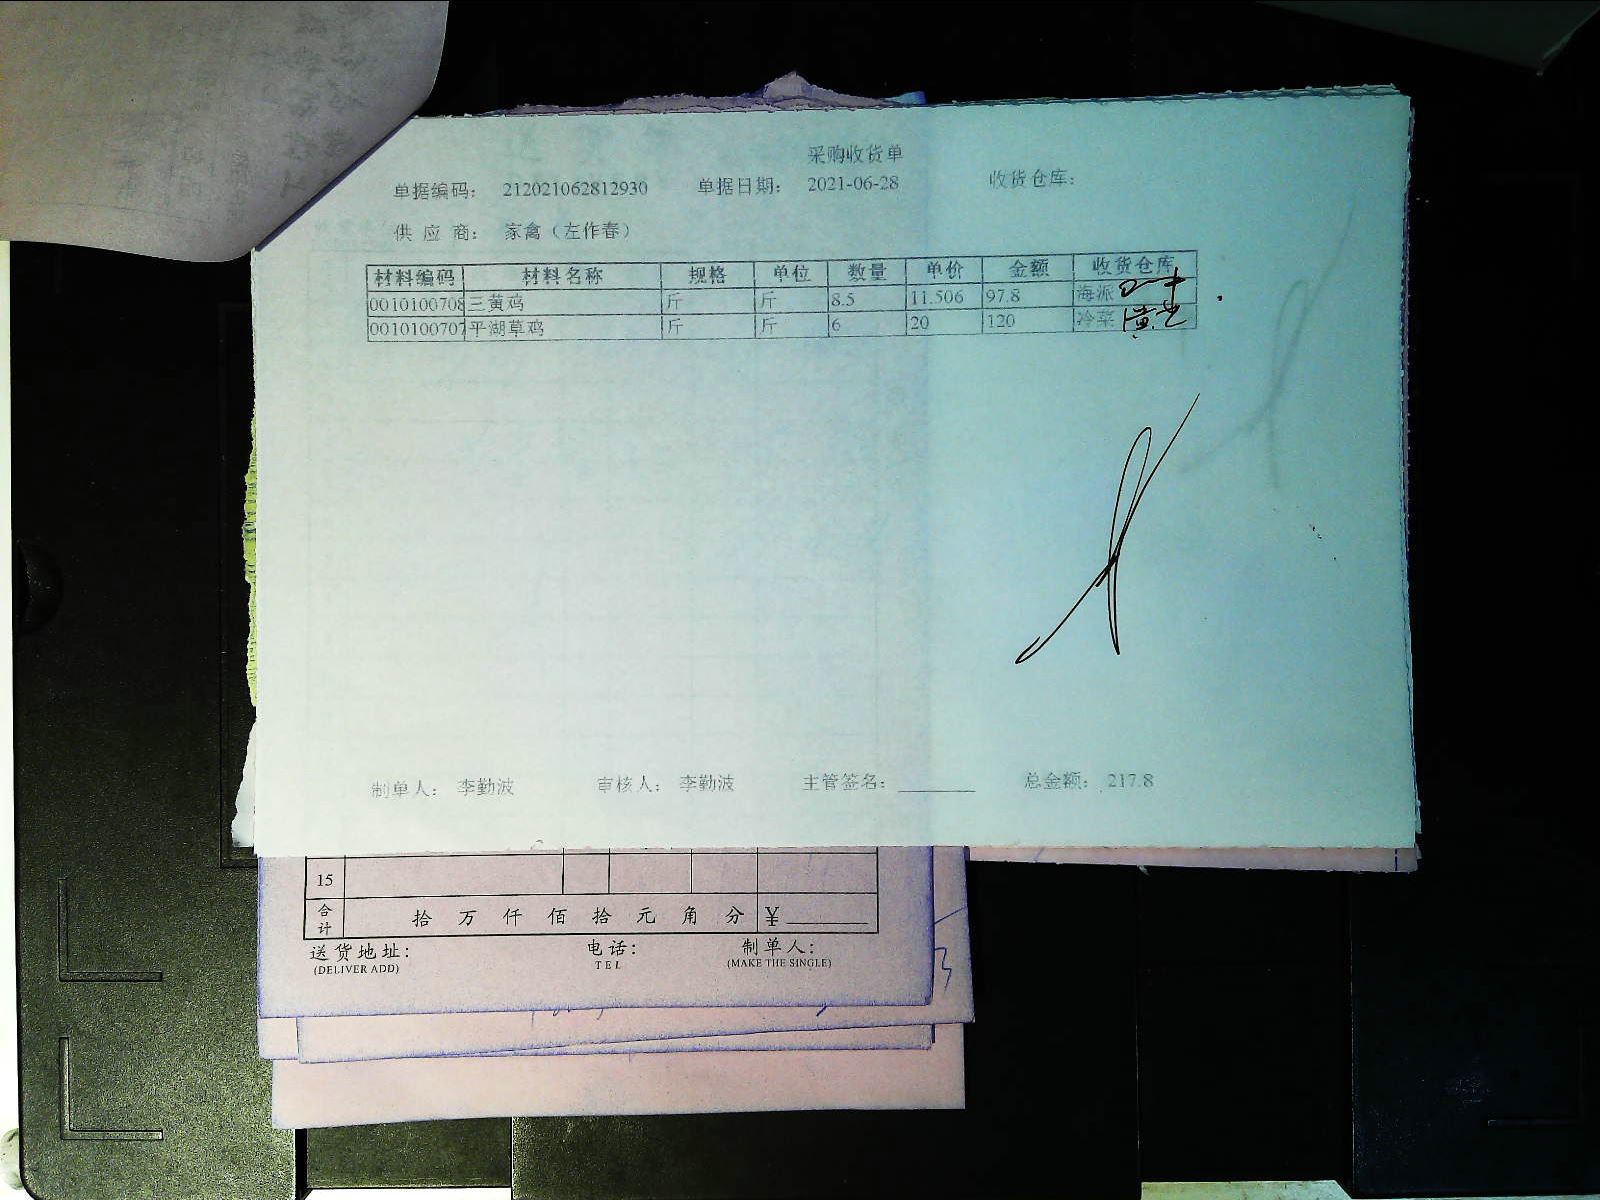 采购收货单
单据编码： 212021062812930 单据日期： 2021-06-28 收货仓库：
供 应 商： 家禽（左作春）
材料编码 材料名称 规格 单位 数量 单价 金额 收货仓库
0010100708 三黄鸡 斤 斤 8.5 11.506 97.8 海派
0010100707 平湖草鸡 斤 斤 6 20 120 冷菜
制单人： 李勤波 审核人： 李勤波 主管签名： 总金额： 217.8
15
合计 拾 万 仟 佰 拾 元 角 分 ¥
送货地址： 电话： 制单人：
(DELIVER ADD) TEL (MAKE THE SINGLE)